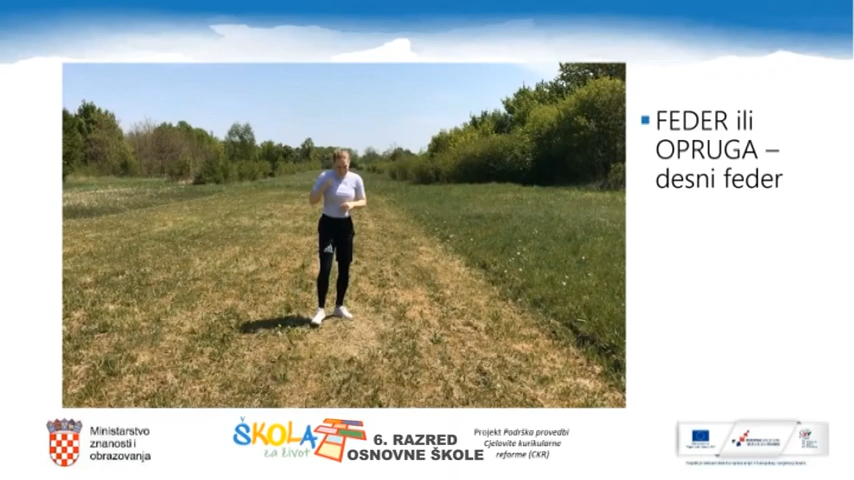 FEDER ili
OPRUGA –
desni feder
Ministarstvo
znanosti i
obrazovanja
ŠKOLA
za život
6. RAZRED
OSNOVNE ŠKOLE
Projekt Podrška provedbi
Cjelovite kurikularne
reforme (CKR)